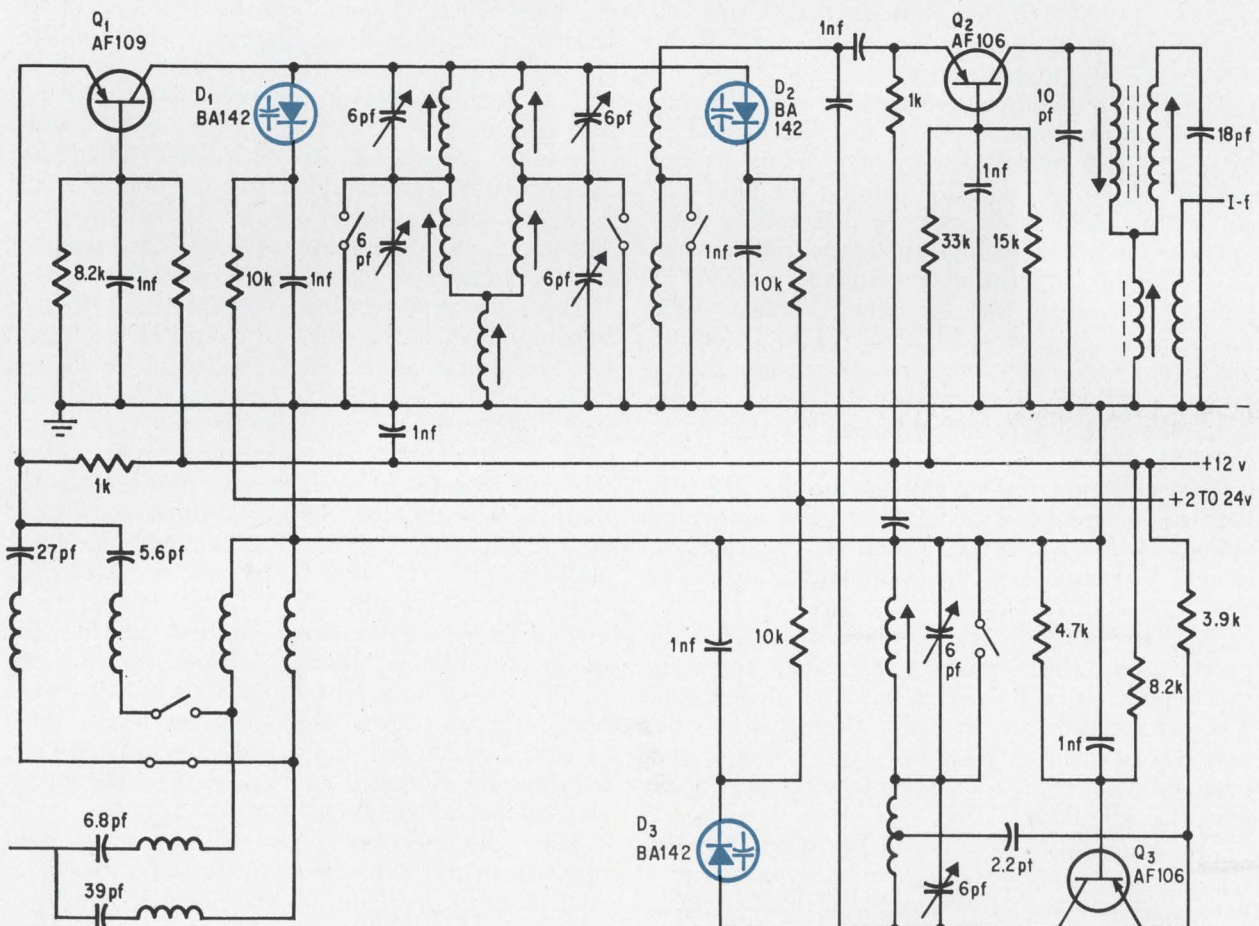 Q1
AF109
D1
BA142
6pf
6pf
1nf
D2
BA
142
1k
Q2
AF106
10
pf
18pf
8.2k
1nf
10k
1nf
6
pf
6pf
1nf
10k
33k
1nf
15k
I-f
1nf
1k
+12 v
+2 TO 24v
27pf
5.6pf
1nf
10k
6
pf
4.7k
3.9k
8.2k
1nf
6.8pf
39pf
D3
BA142
2.2pt
6pf
Q3
AF106